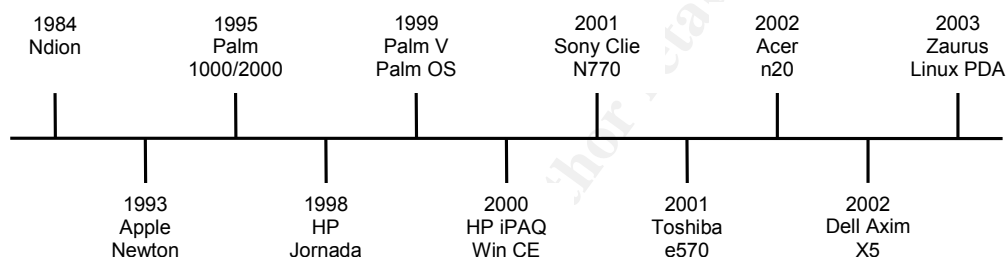 1984
Ndion
1995
Palm
1000/2000
1999
Palm V
Palm OS
2001
Sony Clie
N770
2002
Acer
n20
2003
Zaurus
Linux PDA
1993
Apple
Newton
1998
HP
Jornada
2000
HP iPAQ
Win CE
2001
Toshiba
e570
2002
Dell Axim
X5